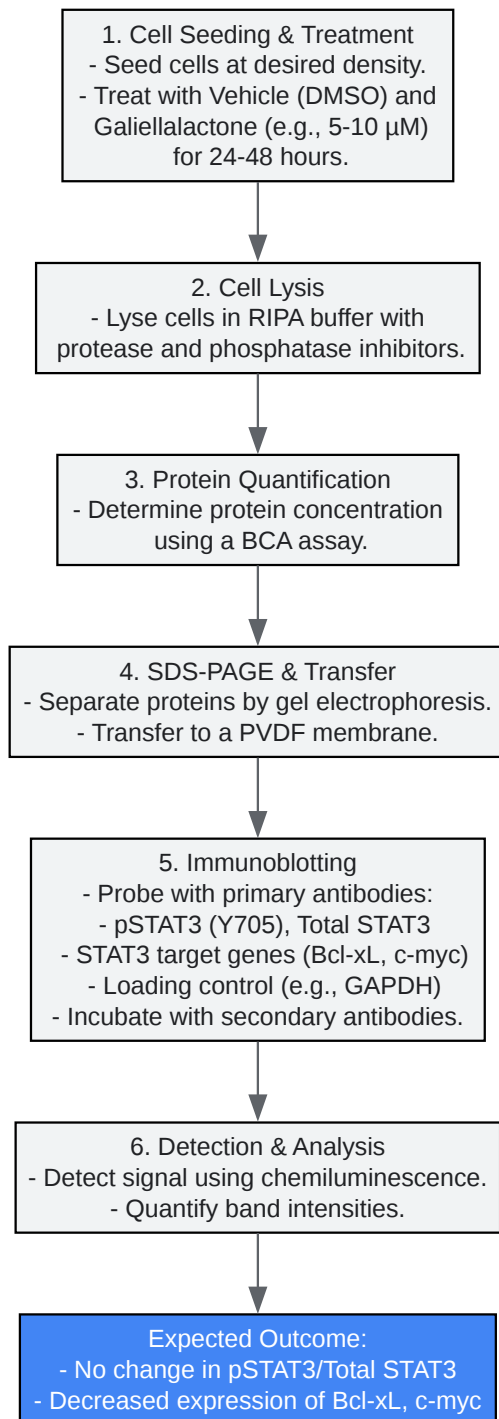 1. Cell Seeding & Treatment
- Seed cells at desired density.
- Treat with Vehicle (DMSO) and
Galiellalactone (e.g., 5-10 µM)
for 24-48 hours.
2. Cell Lysis
- Lyse cells in RIPA buffer with
protease and phosphatase inhibitors.
3. Protein Quantification
- Determine protein concentration
using a BCA assay.
4. SDS-PAGE & Transfer
- Separate proteins by gel electrophoresis.
- Transfer to a PVDF membrane.
5. Immunoblotting
- Probe with primary antibodies:
- pSTAT3 (Y705), Total STAT3
- STAT3 target genes (Bcl-xL, c-myc)
- Loading control (e.g., GAPDH)
- Incubate with secondary antibodies.
6. Detection & Analysis
- Detect signal using chemiluminescence.
- Quantify band intensities.
Expected Outcome:
- No change in pSTAT3/Total STAT3
- Decreased expression of Bcl-xL, c-myc